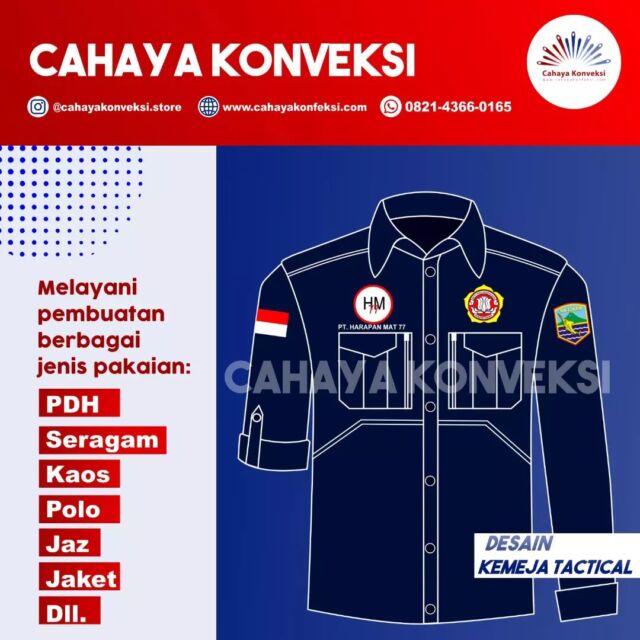 CAHAYA KONVEKSI
@cahayakonveksi.store
www.cahayakonfeksi.com
0821-4366-0165
Cahaya Konveksi
Melayani
pembuatan
berbagai
jenis pakaian:
PDH
Seragam
Kaos
Polo
Jaz
Jaket
Dll.
HM
77
PT. HARAPAN MAT 77
CAHAYA KONVEKSI
DESAIN
KEMEJA TACTICAL